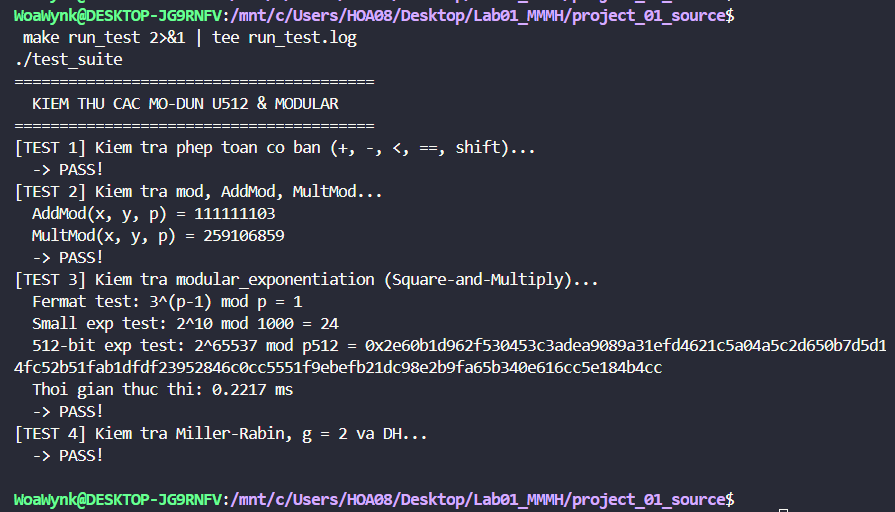 WoaWynk@DESKTOP-JG9RNFV:/mnt/c/Users/HOA08/Desktop/Lab01_MMMH/project_01_source$
make run_test 2>&1 | tee run_test.log
./test_suite
========================================
KIEM THU CAC MO-DUN U512 & MODULAR
========================================
[TEST 1] Kiem tra phep toan co ban (+, -, <, ==, shift)...
-> PASS!
[TEST 2] Kiem tra mod, AddMod, MultMod...
AddMod(x, y, p) = 111111103
MultMod(x, y, p) = 259106859
-> PASS!
[TEST 3] Kiem tra modular_exponentiation (Square-and-Multiply)...
Fermat test: 3^(p-1) mod p = 1
Small exp test: 2^10 mod 1000 = 24
512-bit exp test: 2^65537 mod p512 = 0x2e60b1d962f530453c3adea9089a31efd4621c5a04a5c2d650b7d5d1
4fc52b51fab1dfdf23952846c0cc5551f9ebefb21dc98e2b9fa65b340e616cc5e184b4cc
Thoi gian thuc thi: 0.2217 ms
-> PASS!
[TEST 4] Kiem tra Miller-Rabin, g = 2 va DH...
-> PASS!
WoaWynk@DESKTOP-JG9RNFV:/mnt/c/Users/HOA08/Desktop/Lab01_MMMH/project_01_source$